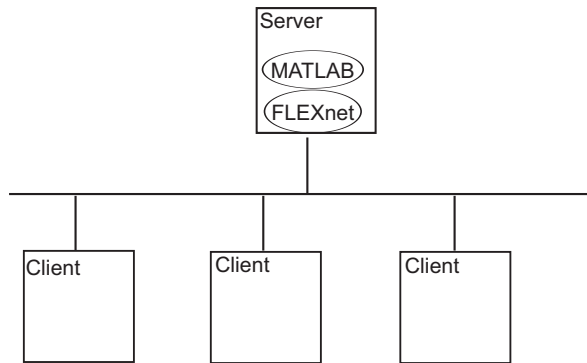 Server
MATLAB
FLEXnet
Client
Client
Client